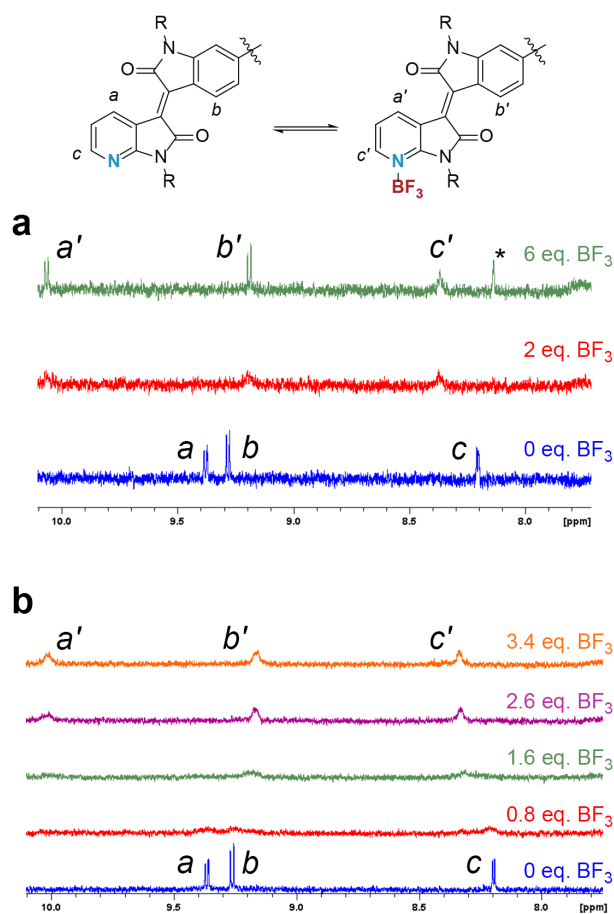 R
N
O
a
b
O
c
N
N
R
R
N
O
a'
b'
O
c'
N
N
BF3
R
a
a'
b'
c'
*
6 eq. BF3
2 eq. BF3
a
b
c
0 eq. BF3
10.0 9.5 9.0 8.5 8.0 [ppm]
b
a'
b'
c'
3.4 eq. BF3
2.6 eq. BF3
1.6 eq. BF3
0.8 eq. BF3
a
b
c
0 eq. BF3
10.0 9.5 9.0 8.5 8.0 [ppm]